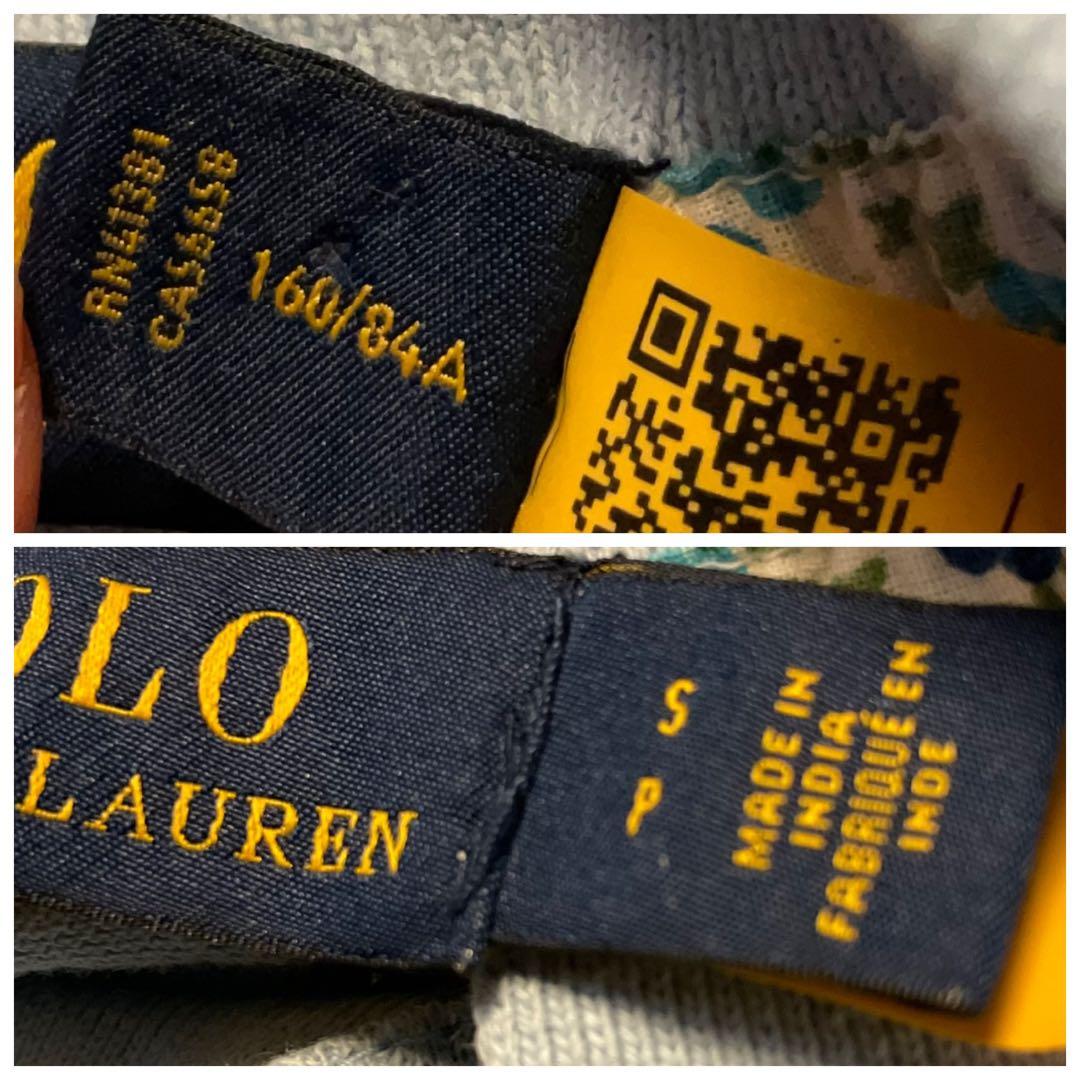 RN41381
CA56658
160/84A
OLO
LAUREN
S
P
MADE IN
INDIA
FABRIQUÉ EN
INDE